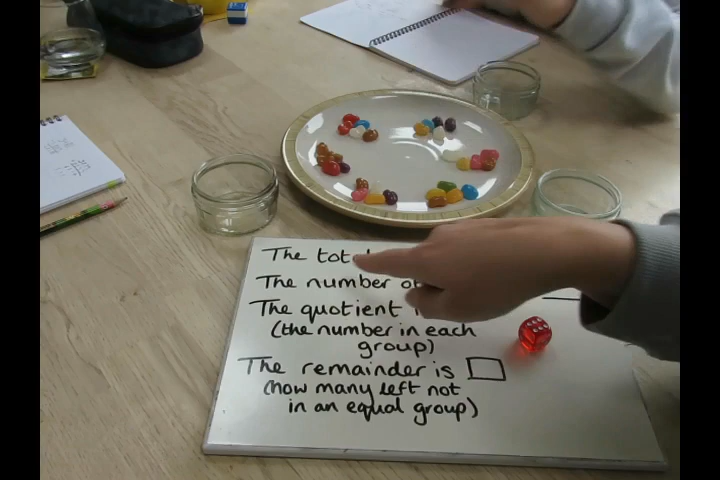 The
The number
The quotient
(the number in each
group)
The remainder is
(how many left not
in an equal group)